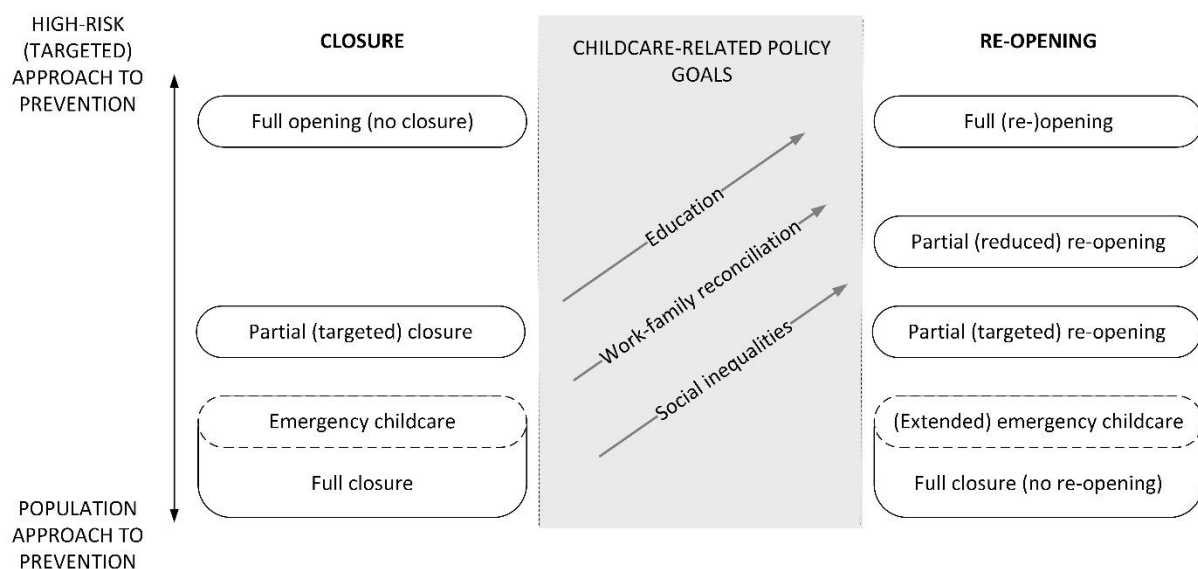 HIGH-RISK
(TARGETED)
APPROACH TO
PREVENTION
CLOSURE
CHILDCARE-RELATED POLICY
GOALS
RE-OPENING
Full opening (no closure)
Full (re-)opening
Education
Partial (reduced) re-opening
Work-family reconciliation
Partial (targeted) closure
Partial (targeted) re-opening
Social inequalities
Emergency childcare
(Extended) emergency childcare
Full closure
Full closure (no re-opening)
POPULATION
APPROACH TO
PREVENTION